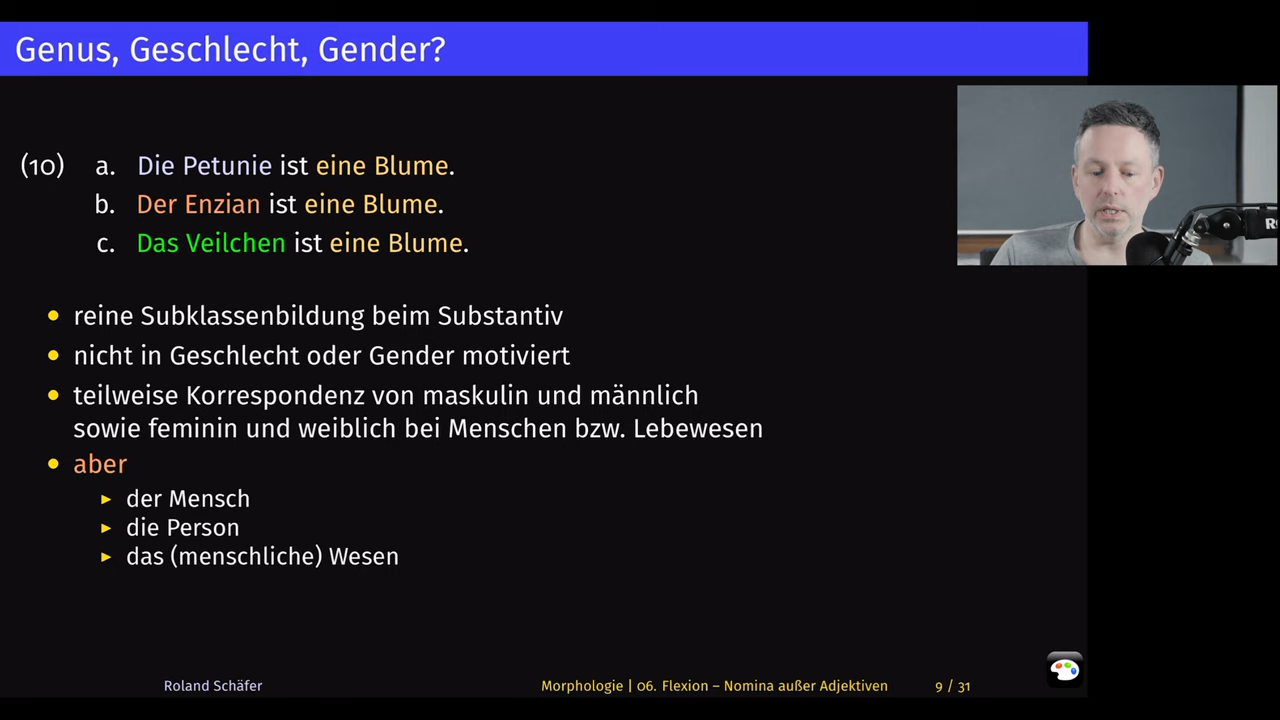 Genus, Geschlecht, Gender?
(10) a. Die Petunie ist eine Blume.
b. Der Enzian ist eine Blume.
c. Das Veilchen ist eine Blume.
• reine Subklassenbildung beim Substantiv
• nicht in Geschlecht oder Gender motiviert
• teilweise Korrespondenz von maskulin und männlich
sowie feminin und weiblich bei Menschen bzw. Lebewesen
• aber
▸ der Mensch
▸ die Person
▸ das (menschliche) Wesen
Roland Schäfer Morphologie | 06. Flexion – Nomina außer Adjektiven 9 / 31